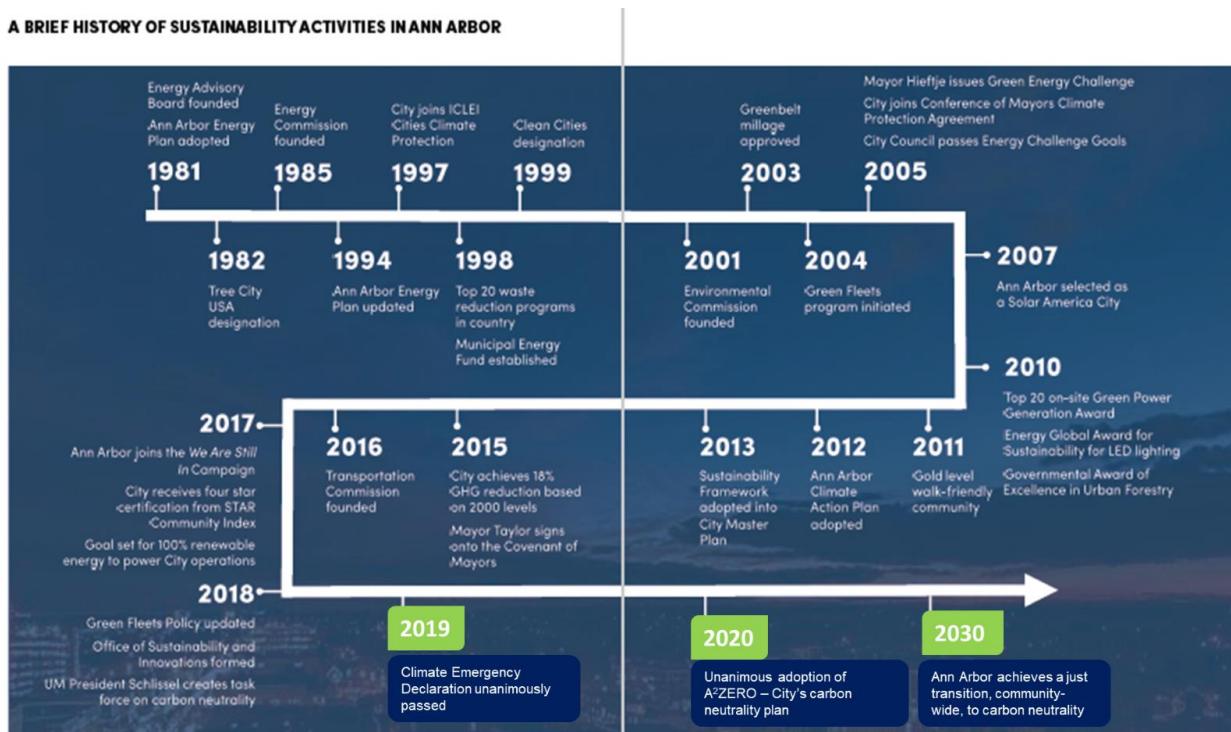 A BRIEF HISTORY OF SUSTAINABILITY ACTIVITIES IN ANN ARBOR
Energy Advisory
Board founded
Ann Arbor Energy
Plan adopted
1981
1982
Tree City
USA
designation
Energy
Commission
founded
1985
1994
Ann Arbor Energy
Plan updated
City joins ICLEI
Cities Climate
Protection
1997
1998
Top 20 waste
reduction programs
in country
Municipal Energy
Fund established
Clean Cities
designation
1999
2001
Environmental
Commission
founded
Greenbelt
millage
approved
2003
2004
Green Fleets
program initiated
Mayor Hieftje issues Green Energy Challenge
City joins Conference of Mayors Climate
Protection Agreement
City Council passes Energy Challenge Goals
2005
2007
Ann Arbor selected as
a Solar America City
2010
Top 20 on-site Green Power
Generation Award
Energy Global Award for
Sustainability for LED lighting
Governmental Award of
Excellence in Urban Forestry
2011
Gold level
walk-friendly
community
2012
Ann Arbor
Climate
Action Plan
adopted
2013
Sustainability
Framework
adopted into
City Master
Plan
2015
City achieves 18%
GHG reduction based
on 2000 levels
Mayor Taylor signs
onto the Covenant of
Mayors
2016
Transportation
Commission
founded
2017
Ann Arbor joins the We Are Still
In Campaign
City receives four star
certification from STAR
Community Index
Goal set for 100% renewable
energy to power City operations
2018
Green Fleets Policy updated
Office of Sustainability and
Innovations formed
UM President Schlissel creates task
force on carbon neutrality
2019
Climate Emergency
Declaration unanimously
passed
2020
Unanimous adoption of
A²ZERO – City's carbon
neutrality plan
2030
Ann Arbor achieves a just
transition, community-
wide, to carbon neutrality